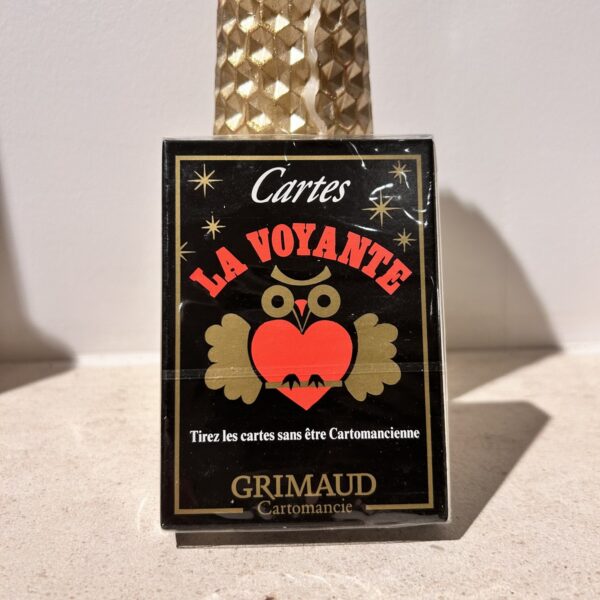 Cartes
LA VOYANTE
Tirez les cartes sans être Cartomancienne
GRIMAUD
Cartomancie